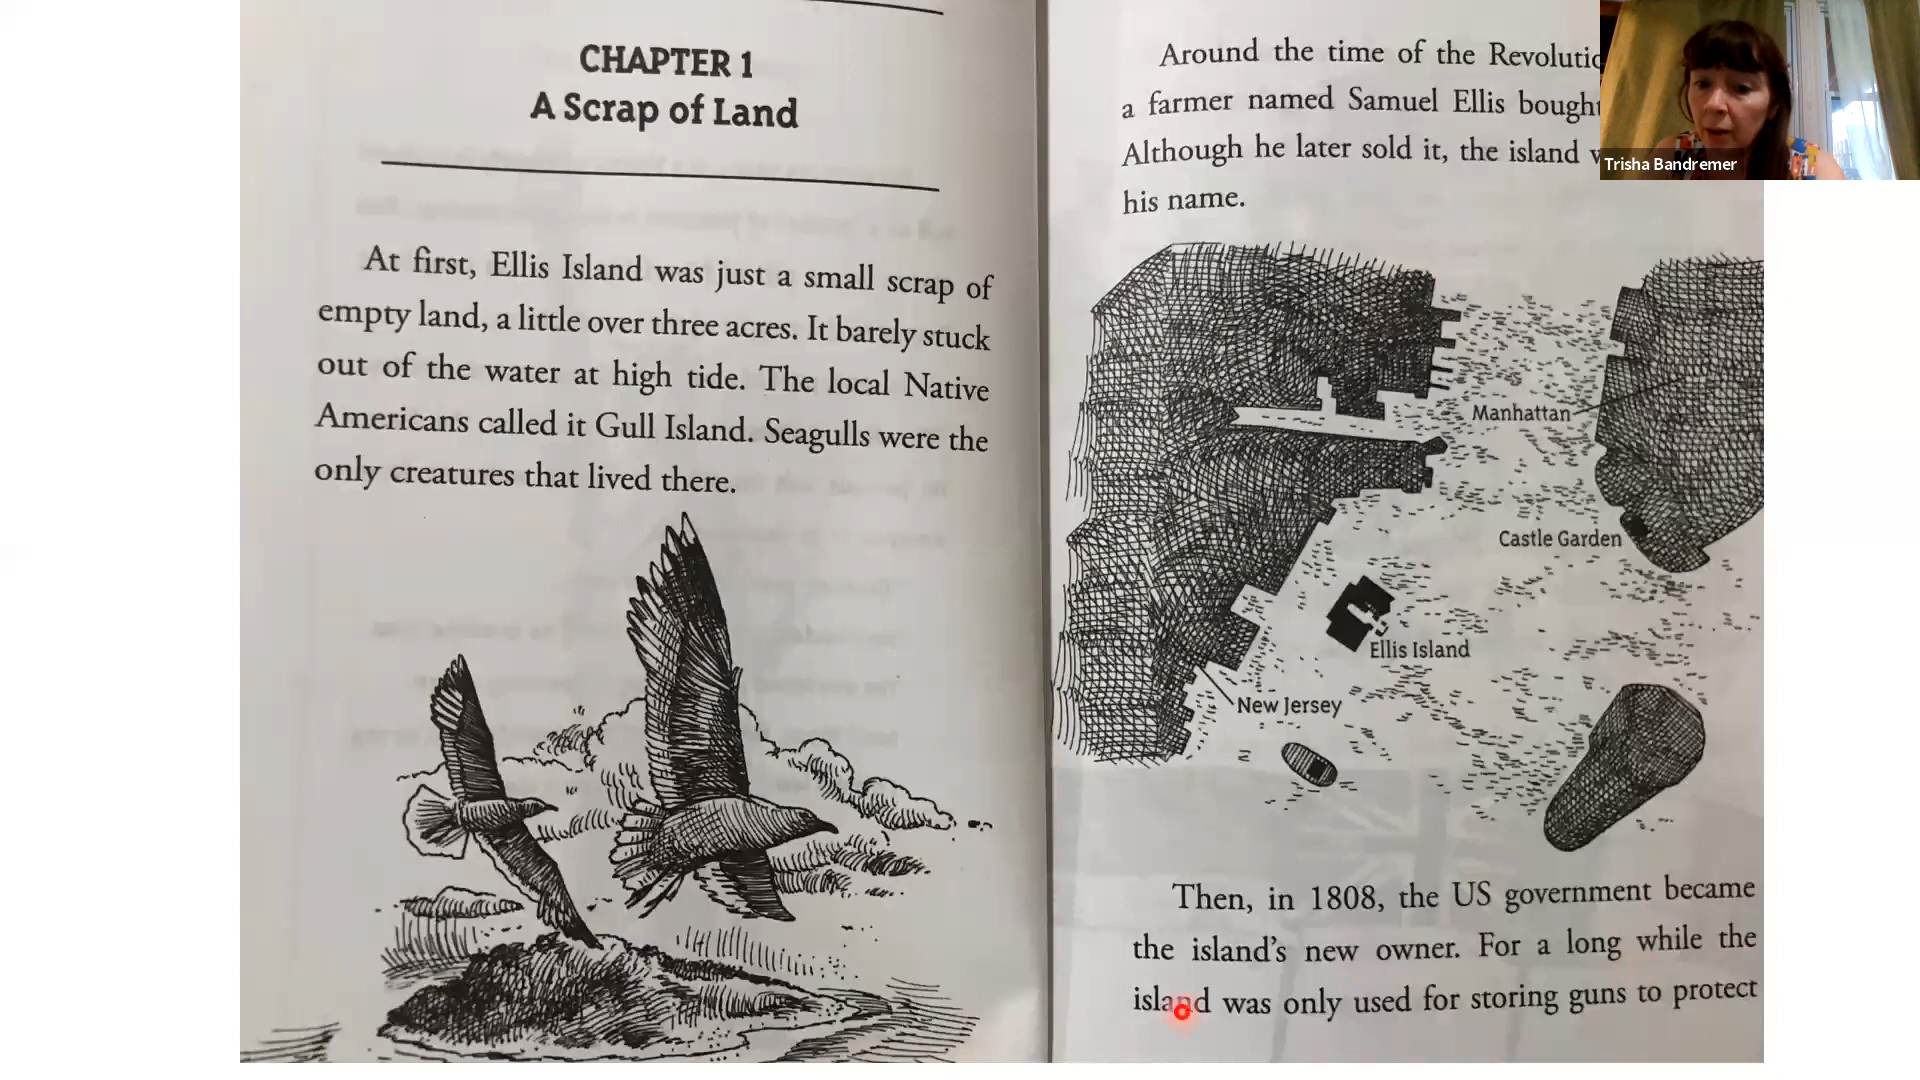 CHAPTER 1
A Scrap of Land
At first, Ellis Island was just a small scrap of
empty land, a little over three acres. It barely stuck
out of the water at high tide. The local Native
Americans called it Gull Island. Seagulls were the
only creatures that lived there.
Around the time of the
a farmer named Samuel Ellis
Although he later sold it, the island
his name.
Manhattan
Castle Garden
Ellis Island
New Jersey
Then, in 1808, the US government became
the island's new owner. For a long while the
island was only used for storing guns to protect
Trisha Bandremer